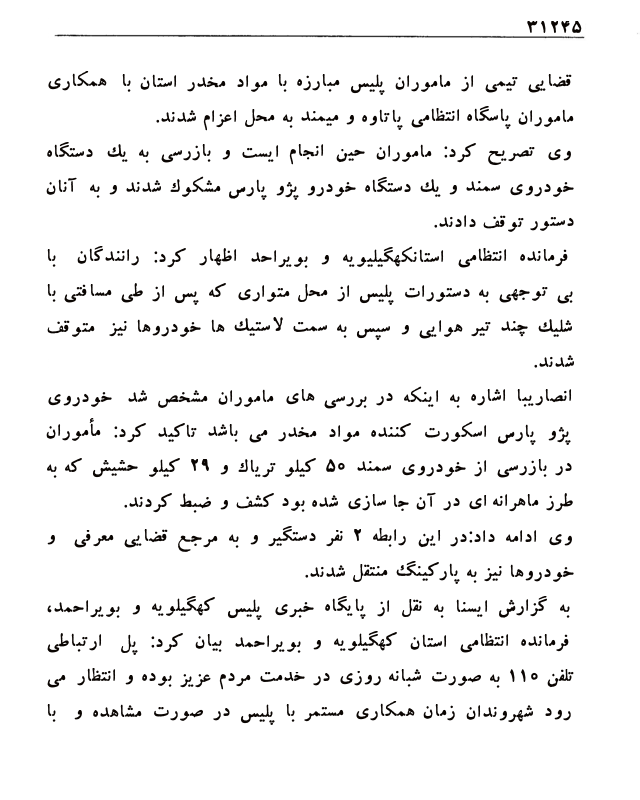 ۳۱۲۴۵
قضایی تیمی از ماموران پلیس مبارزه با مواد مخدر استان با همکاری
ماموران پاسگاه انتظامی پاتاوه و میمند به محل اعزام شدند.
وی تصریح کرد: ماموران حین انجام ایست و بازرسی به یك دستگاه
خودروی سمند و یك دستگاه خودرو پژو پارس مشکوك شدند و به آنان
دستور توقف دادند.
فرمانده انتظامی استانکهگیلیویه و بویراحد اظهار کرد: رانندگان با
بی توجهی به دستورات پلیس از محل متواری که پس از طی مسافتی با
شلیك چند تیر هوایی و سپس به سمت لاستیك ها خودروها نیز متوقف
شدند.
انصاریبا اشاره به اینکه در بررسی های ماموران مشخص شد خودروی
پژو پارس اسکورت کننده مواد مخدر می باشد تاکید کرد: مأموران
در بازرسی از خودروی سمند ۵۰ کیلو تریاك و ۲۹ کیلو حشیش که به
طرز ماهرانه ای در آن جا سازی شده بود کشف و ضبط کردند.
وی ادامه داد:در این رابطه ۲ نفر دستگیر و به مرجع قضایی معرفی و
خودروها نیز به پارکینگ منتقل شدند.
به گزارش ایسنا به نقل از پایگاه خبری پلیس کهگیلویه و بویراحمد،
فرمانده انتظامی استان کهگیلویه و بویراحمد بیان کرد: پل ارتباطی
تلفن ۱۱۰ به صورت شبانه روزی در خدمت مردم عزیز بوده و انتظار می
رود شهروندان زمان همکاری مستمر با پلیس در صورت مشاهده و با